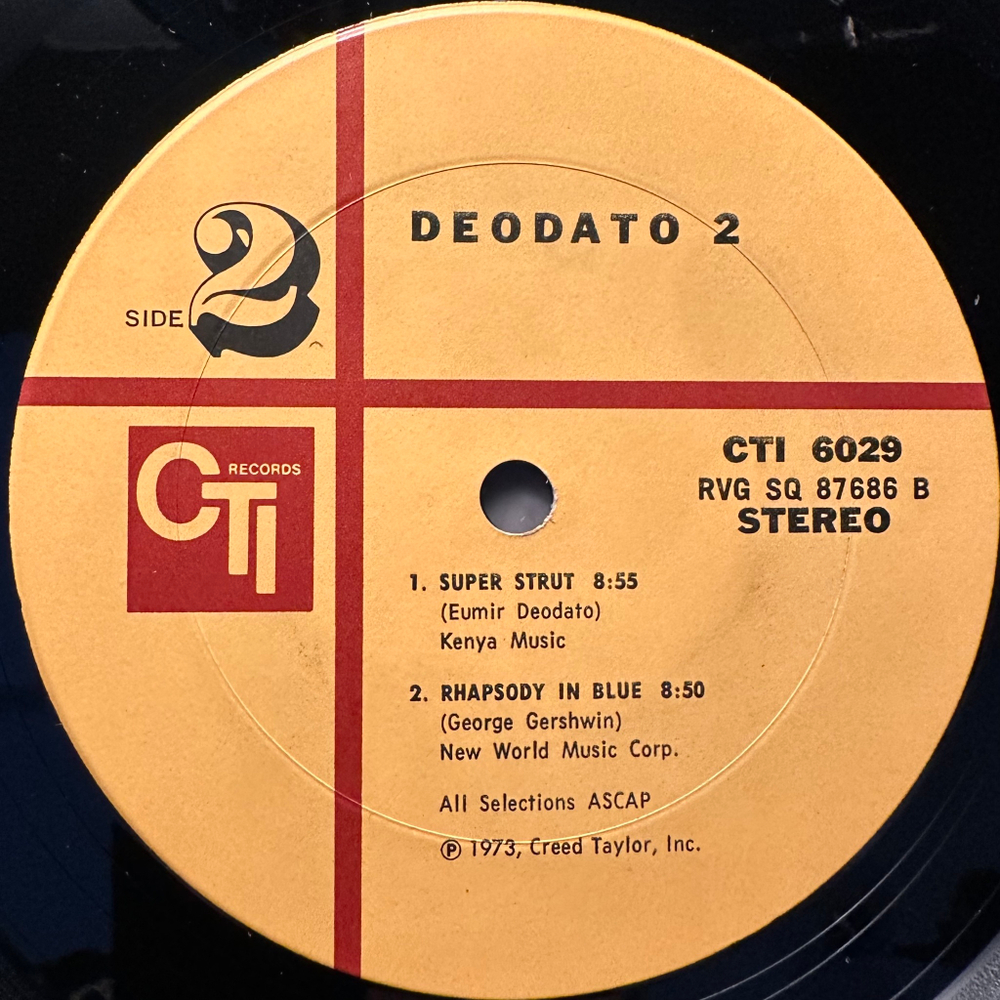 DEODATO 2
SIDE 2
CTI RECORDS
CTI 6029
RVG SQ 87686 B
STEREO
1. SUPER STRUT 8:55
(Eumir Deodato)
Kenya Music
2. RHAPSODY IN BLUE 8:50
(George Gershwin)
New World Music Corp.
All Selections ASCAP
Ⓟ 1973, Creed Taylor, Inc.